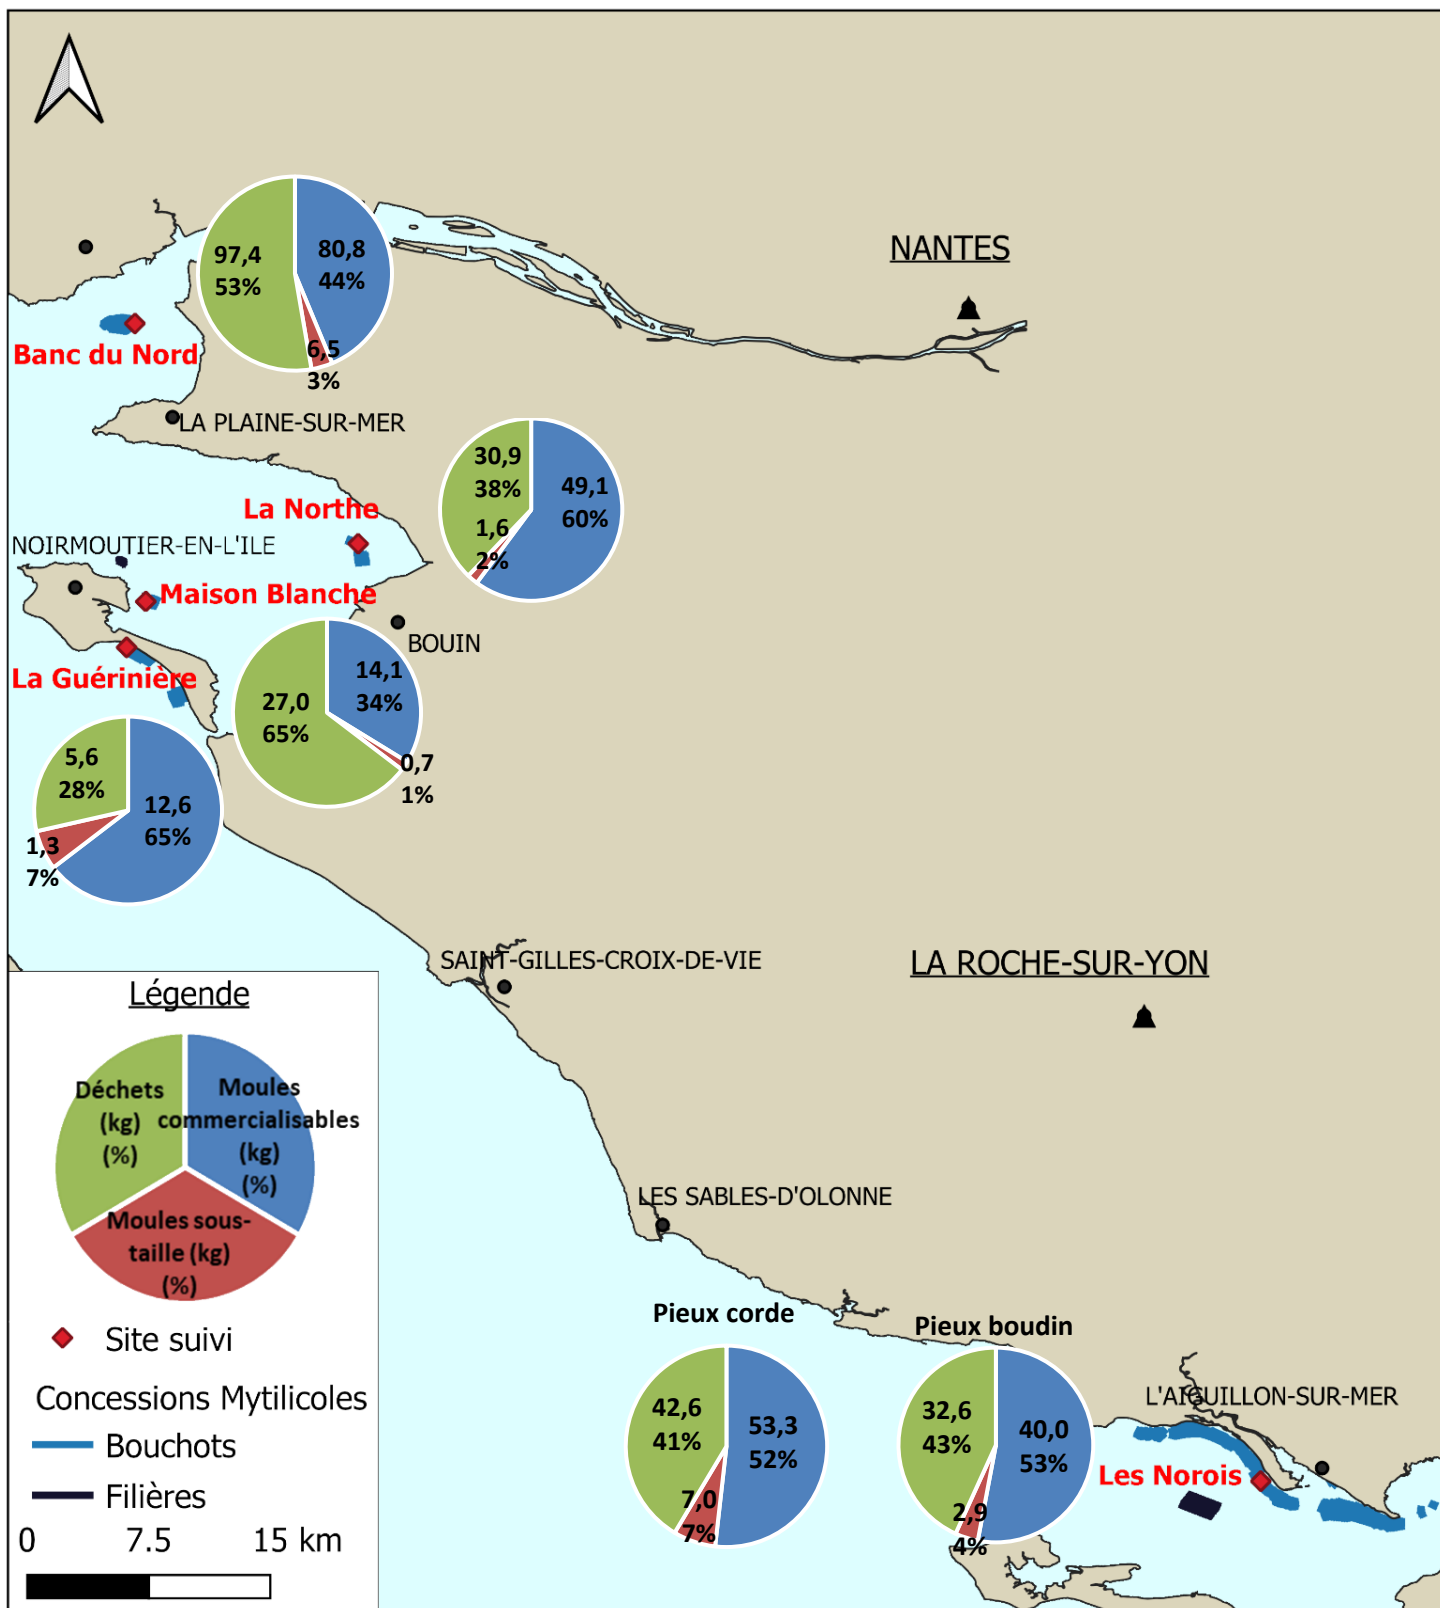 97,4
53%
80,8
44%
6,5
3%
NANTES
Banc du Nord
LA PLAINE-SUR-MER
30,9
38%
49,1
60%
1,6
2%
La Northe
NOIRMOUTIER-EN-L'ILE
Maison Blanche
BOUIN
La Guérinière
14,1
34%
27,0
65%
0,7
1%
5,6
28%
12,6
65%
1,3
7%
SAINT-GILLES-CROIX-DE-VIE
LA ROCHE-SUR-YON
Légende
Déchets
(kg)
(%)
Moules
commercialisables
(kg)
(%)
Moules sous-
taille (kg)
(%)
Site suivi
Concessions Mytilicoles
Bouchots
Filières
0 7.5 15 km
LES SABLES-D'OLONNE
Pieux corde
42,6
41%
53,3
52%
7,0
7%
Pieux boudin
32,6
43%
40,0
53%
2,9
4%
L'AIGUILLON-SUR-MER
Les Norois